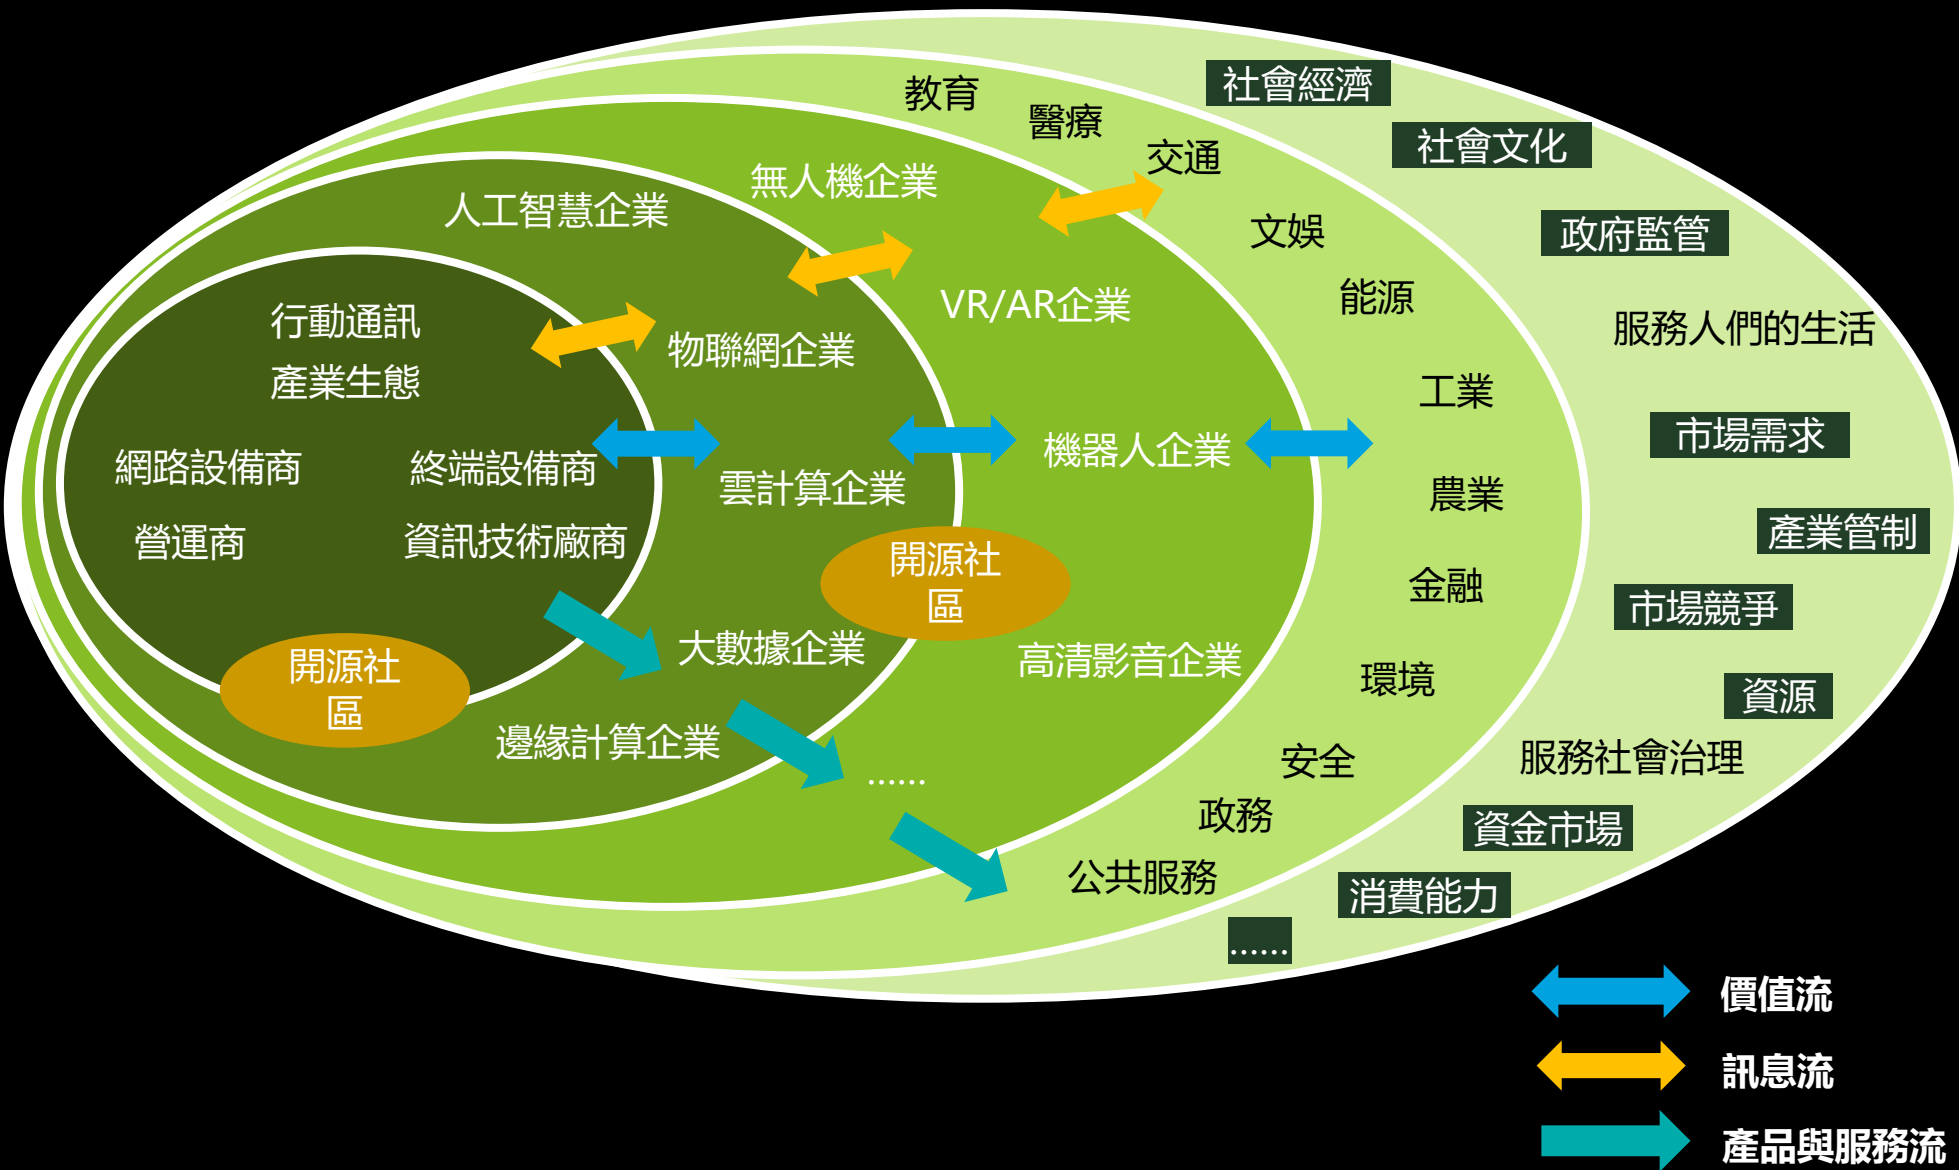 行動通訊
產業生態
網路設備商
終端設備商
營運商
資訊技術廠商
開源社
區
人工智慧企業
物聯網企業
雲計算企業
大數據企業
邊緣計算企業
開源社
區
無人機企業
VR/AR企業
機器人企業
高清影音企業
......
教育
醫療
交通
文娛
能源
工業
農業
金融
環境
安全
政務
公共服務
社會經濟
社會文化
政府監管
服務人們的生活
市場需求
產業管制
市場競爭
資源
服務社會治理
資金市場
消費能力
......
價值流
訊息流
產品與服務流